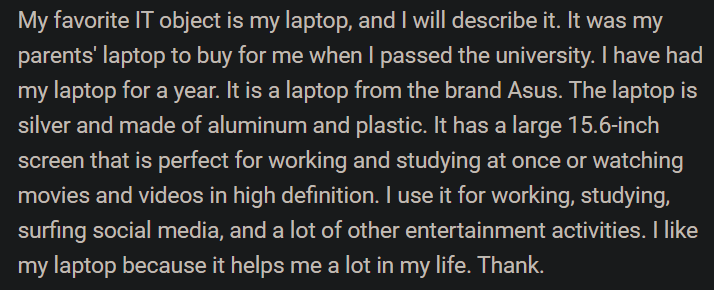 My favorite IT object is my laptop, and I will describe it. It was my
parents' laptop to buy for me when I passed the university. I have had
my laptop for a year. It is a laptop from the brand Asus. The laptop is
silver and made of aluminum and plastic. It has a large 15.6-inch
screen that is perfect for working and studying at once or watching
movies and videos in high definition. I use it for working, studying,
surfing social media, and a lot of other entertainment activities. I like
my laptop because it helps me a lot in my life. Thank.